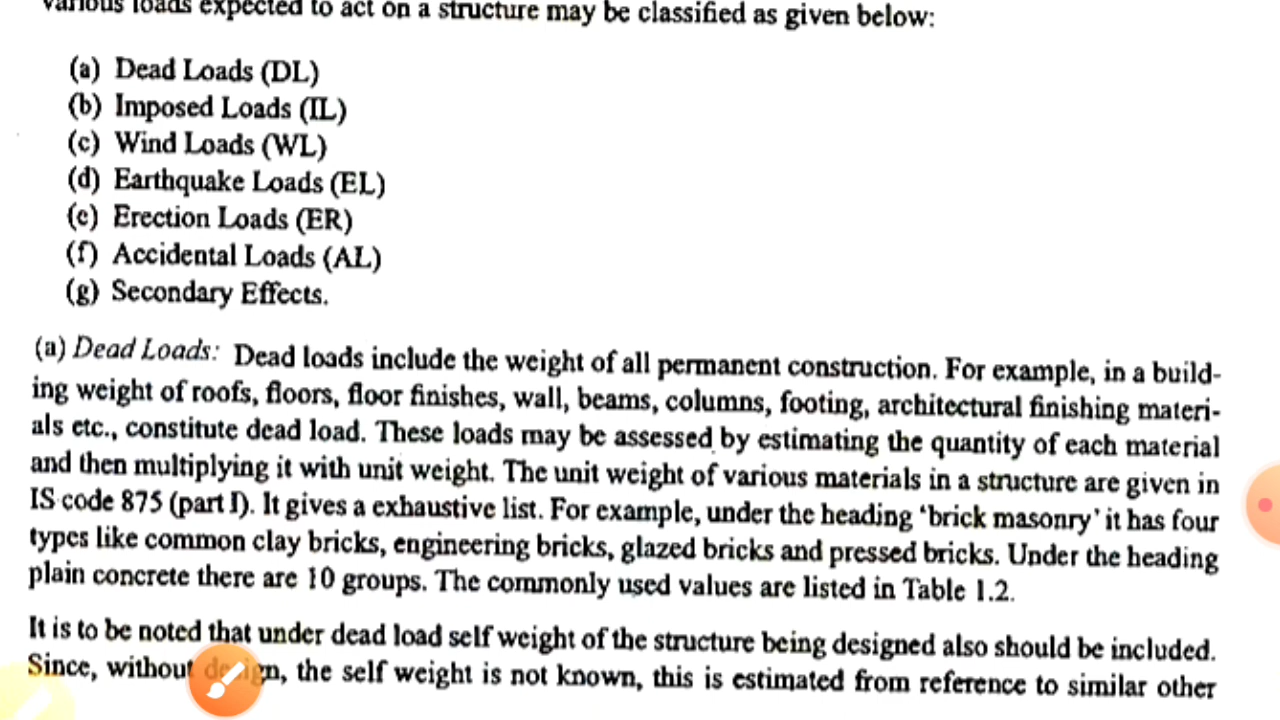 various loads expected to act on a structure may be classified as given below:
(a) Dead Loads (DL)
(b) Imposed Loads (IL)
(c) Wind Loads (WL)
(d) Earthquake Loads (EL)
(e) Erection Loads (ER)
(f) Accidental Loads (AL)
(g) Secondary Effects.
(a) Dead Loads: Dead loads include the weight of all permanent construction. For example, in a build-
ing weight of roofs, floors, floor finishes, wall, beams, columns, footing, architectural finishing materi-
als etc., constitute dead load. These loads may be assessed by estimating the quantity of each material
and then multiplying it with unit weight. The unit weight of various materials in a structure are given in
IS code 875 (part I). It gives a exhaustive list. For example, under the heading ‘brick masonry’ it has four
types like common clay bricks, engineering bricks, glazed bricks and pressed bricks. Under the heading
plain concrete there are 10 groups. The commonly used values are listed in Table 1.2.
It is to be noted that under dead load self weight of the structure being designed also should be included.
Since, without design, the self weight is not known, this is estimated from reference to similar other